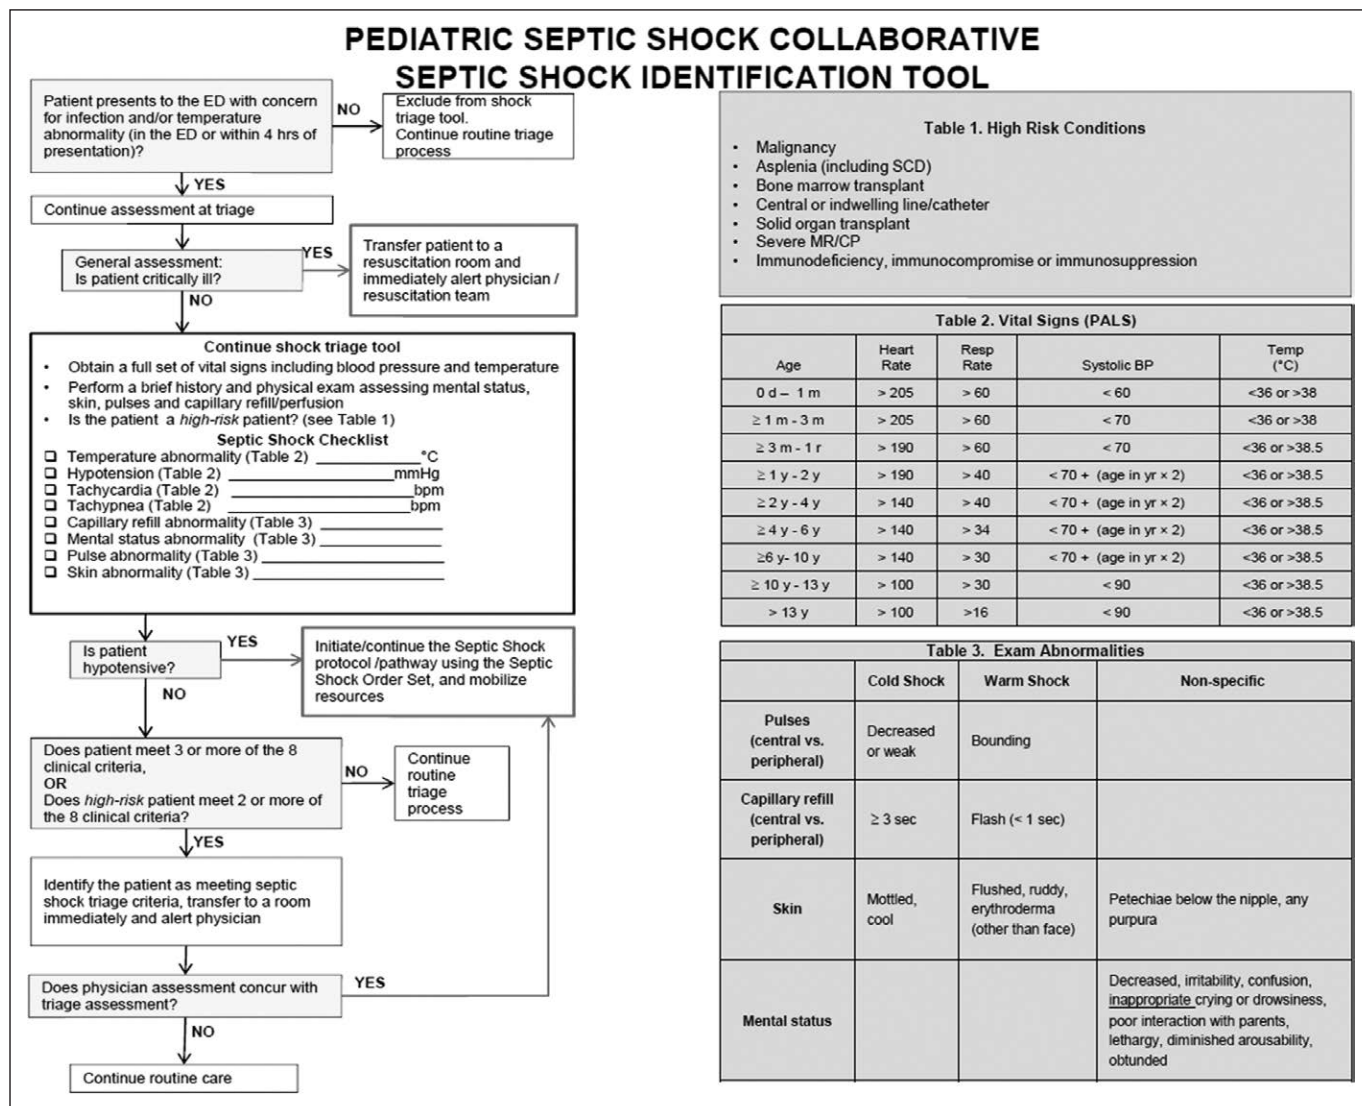 PEDIATRIC SEPTIC SHOCK COLLABORATIVE
SEPTIC SHOCK IDENTIFICATION TOOL
Patient presents to the ED with concern
for infection and/or temperature
abnormality (in the ED or within 4 hrs of
presentation)?
NO
Exclude from shock
triage tool.
Continue routine triage
process
YES
Continue assessment at triage
General assessment:
Is patient critically ill?
YES
Transfer patient to a
resuscitation room and
immediately alert physician /
resuscitation team
NO
Continue shock triage tool
• Obtain a full set of vital signs including blood pressure and temperature
• Perform a brief history and physical exam assessing mental status,
skin, pulses and capillary refill/perfusion
• Is the patient a high-risk patient? (see Table 1)
Septic Shock Checklist
❑ Temperature abnormality (Table 2) ____________°C
❑ Hypotension (Table 2) ____________mmHg
❑ Tachycardia (Table 2) ____________bpm
❑ Tachypnea (Table 2) ____________bpm
❑ Capillary refill abnormality (Table 3) ____________
❑ Mental status abnormality (Table 3) ____________
❑ Pulse abnormality (Table 3) ____________
❑ Skin abnormality (Table 3) ____________
Is patient
hypotensive?
YES
Initiate/continue the Septic Shock
protocol /pathway using the Septic
Shock Order Set, and mobilize
resources
NO
Does patient meet 3 or more of the 8
clinical criteria,
OR
Does high-risk patient meet 2 or more of
the 8 clinical criteria?
NO
Continue
routine
triage
process
YES
Identify the patient as meeting septic
shock triage criteria, transfer to a room
immediately and alert physician
Does physician assessment concur with
triage assessment?
YES
NO
Continue routine care
Table 1. High Risk Conditions
• Malignancy
• Asplenia (including SCD)
• Bone marrow transplant
• Central or indwelling line/catheter
• Solid organ transplant
• Severe MR/CP
• Immunodeficiency, immunocompromise or immunosuppression
Table 2. Vital Signs (PALS)
Age Heart Rate Resp Rate Systolic BP Temp (°C)
0 d – 1 m > 205 > 60 < 60 <36 or >38
≥ 1 m - 3 m > 205 > 60 < 70 <36 or >38
≥ 3 m - 1 r > 190 > 60 < 70 <36 or >38.5
≥ 1 y - 2 y > 190 > 40 < 70 + (age in yr × 2) <36 or >38.5
≥ 2 y - 4 y > 140 > 40 < 70 + (age in yr × 2) <36 or >38.5
≥ 4 y - 6 y > 140 > 34 < 70 + (age in yr × 2) <36 or >38.5
≥6 y- 10 y > 140 > 30 < 70 + (age in yr × 2) <36 or >38.5
≥ 10 y - 13 y > 100 > 30 < 90 <36 or >38.5
> 13 y > 100 >16 < 90 <36 or >38.5
Table 3. Exam Abnormalities
Cold Shock Warm Shock Non-specific
Pulses
(central vs.
peripheral)
Decreased
or weak
Bounding
Capillary refill
(central vs.
peripheral)
≥ 3 sec
Flash (< 1 sec)
Skin
Mottled,
cool
Flushed, ruddy,
erythroderma
(other than face)
Petechiae below the nipple, any
purpura
Mental status
Decreased, irritability, confusion,
inappropriate crying or drowsiness,
poor interaction with parents,
lethargy, diminished arousability,
obtunded